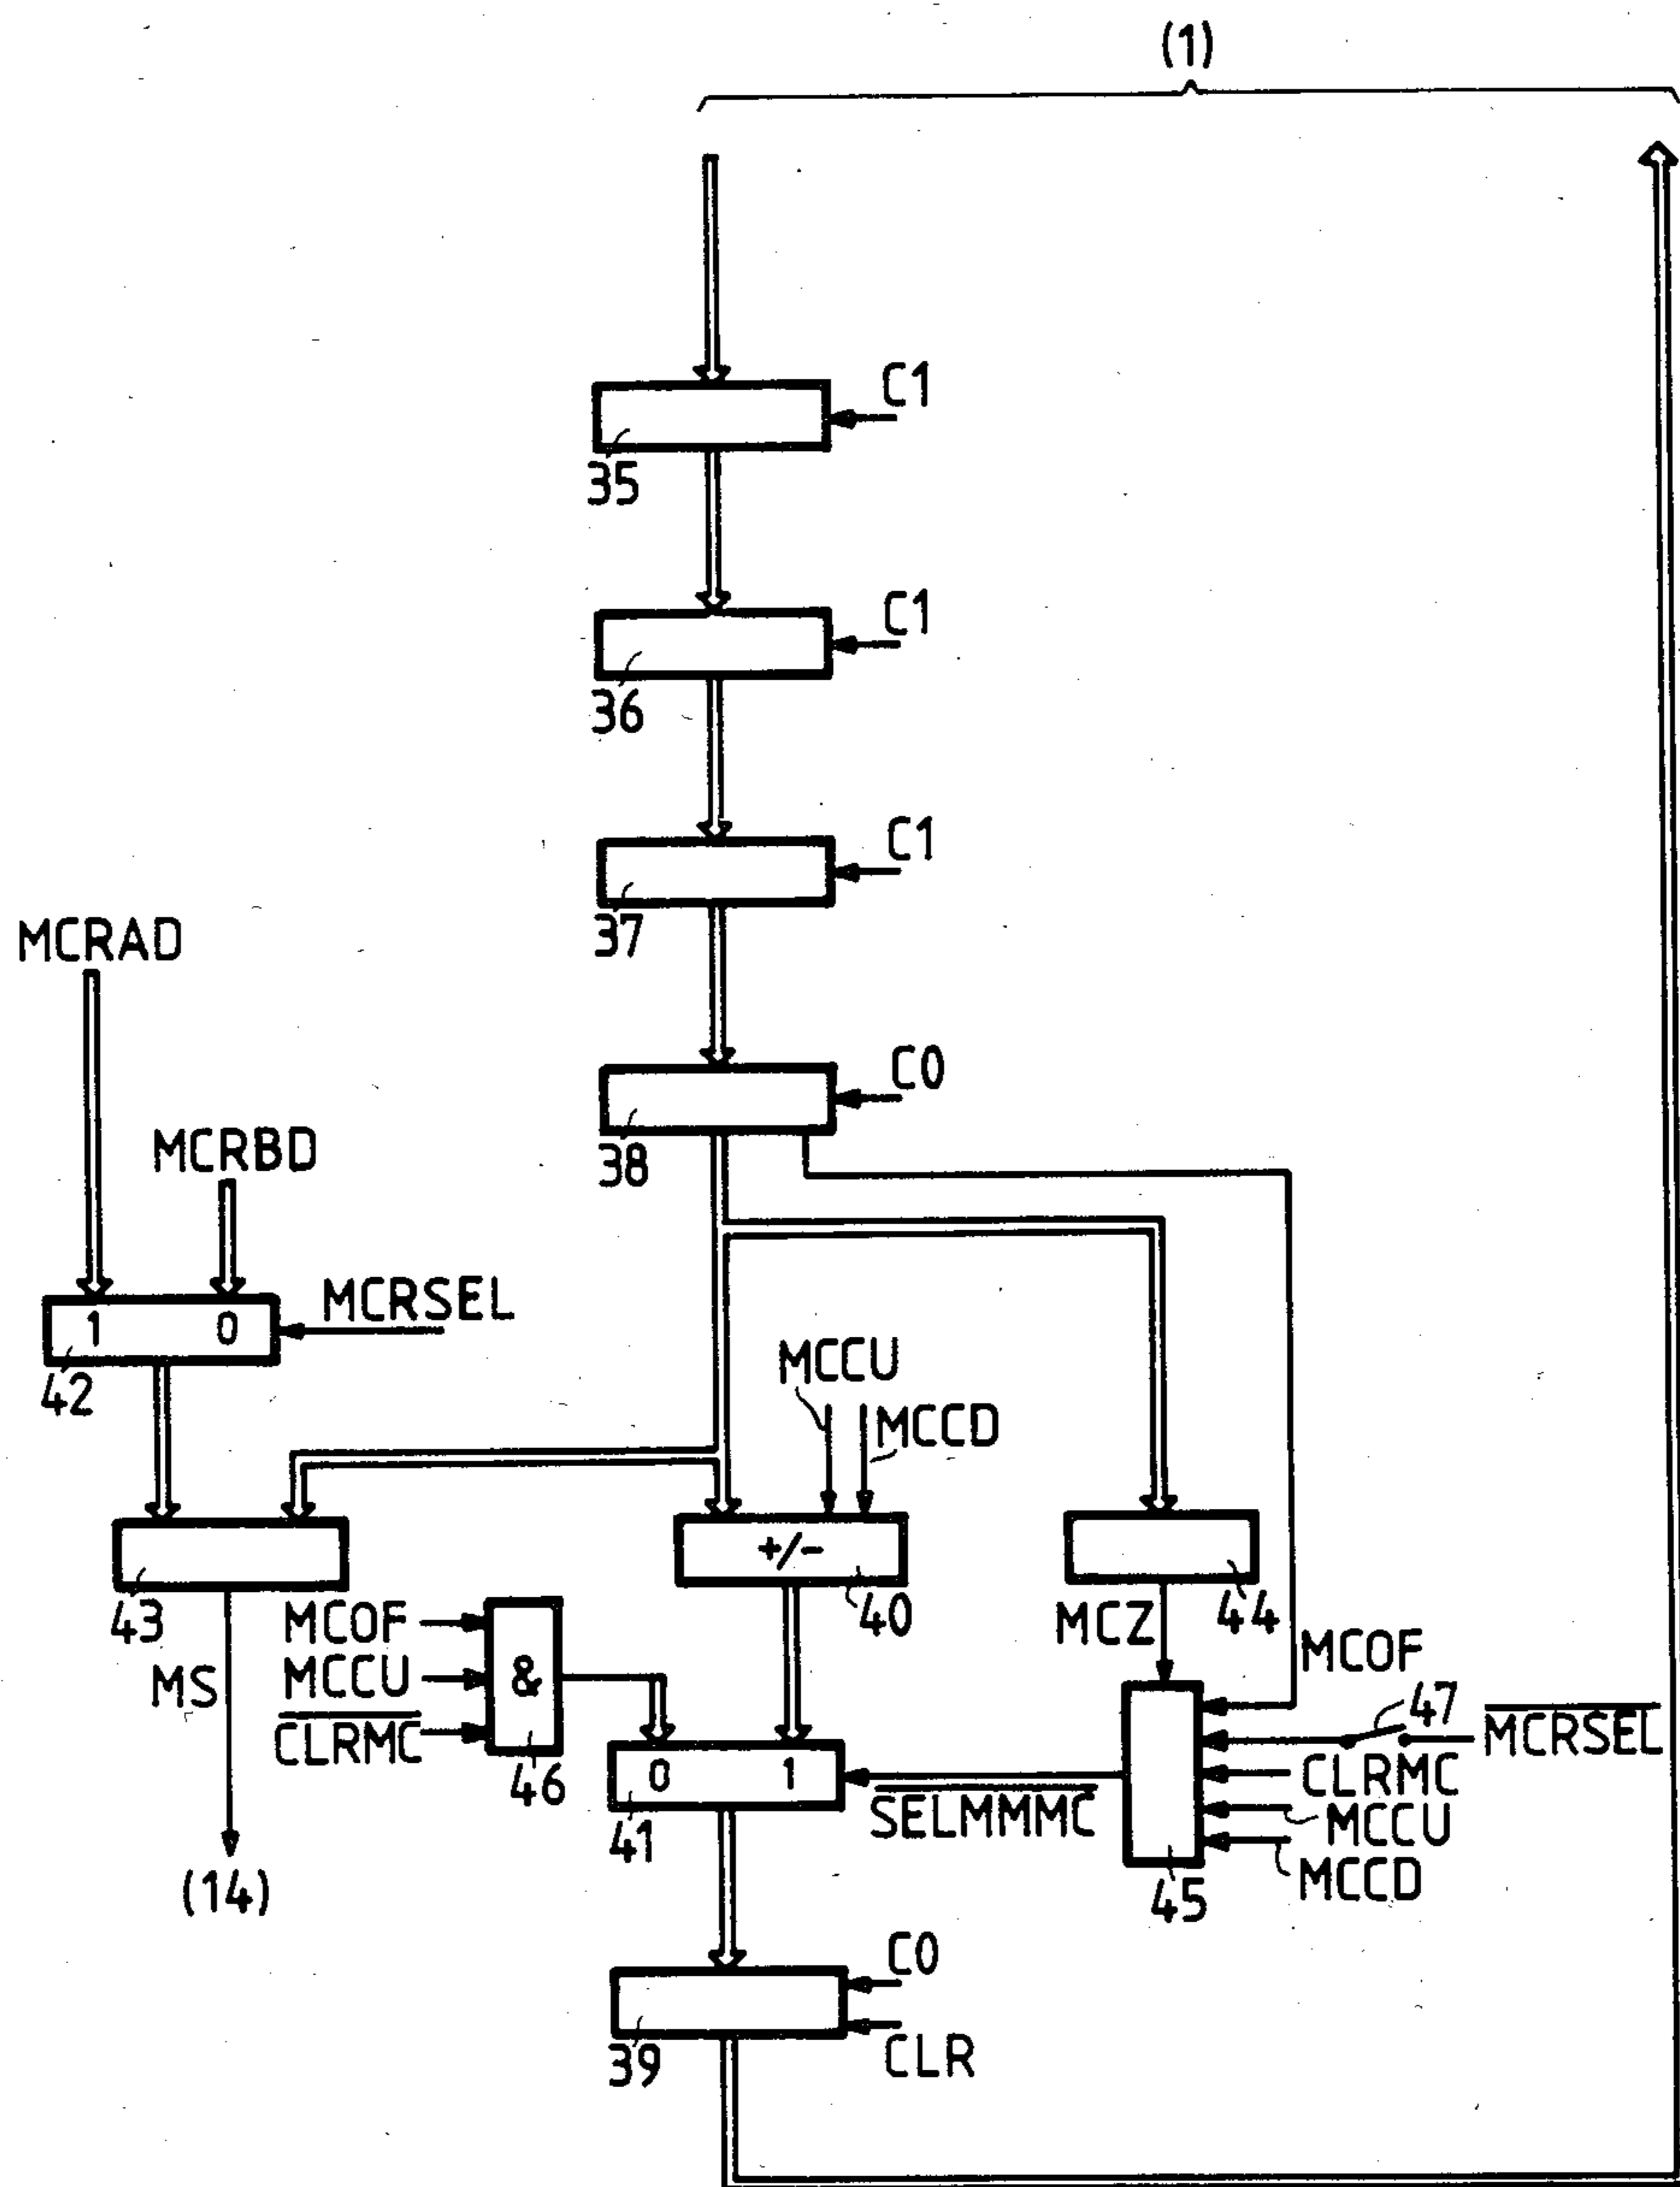 (1)
C1
35
C1
36
C1
37
MCRAD
C0
38
MCRBD
1 0
MCRSEL
42
MCCU
MCCD
+/-
40
44
43
MS
(14)
MCOF
MCCU
CLRMC
&
46
MCZ
MCOF
47
MCRSEL
CLRMC
MCCU
MCCD
45
0 1
SELMMMC
41
C0
CLR
39